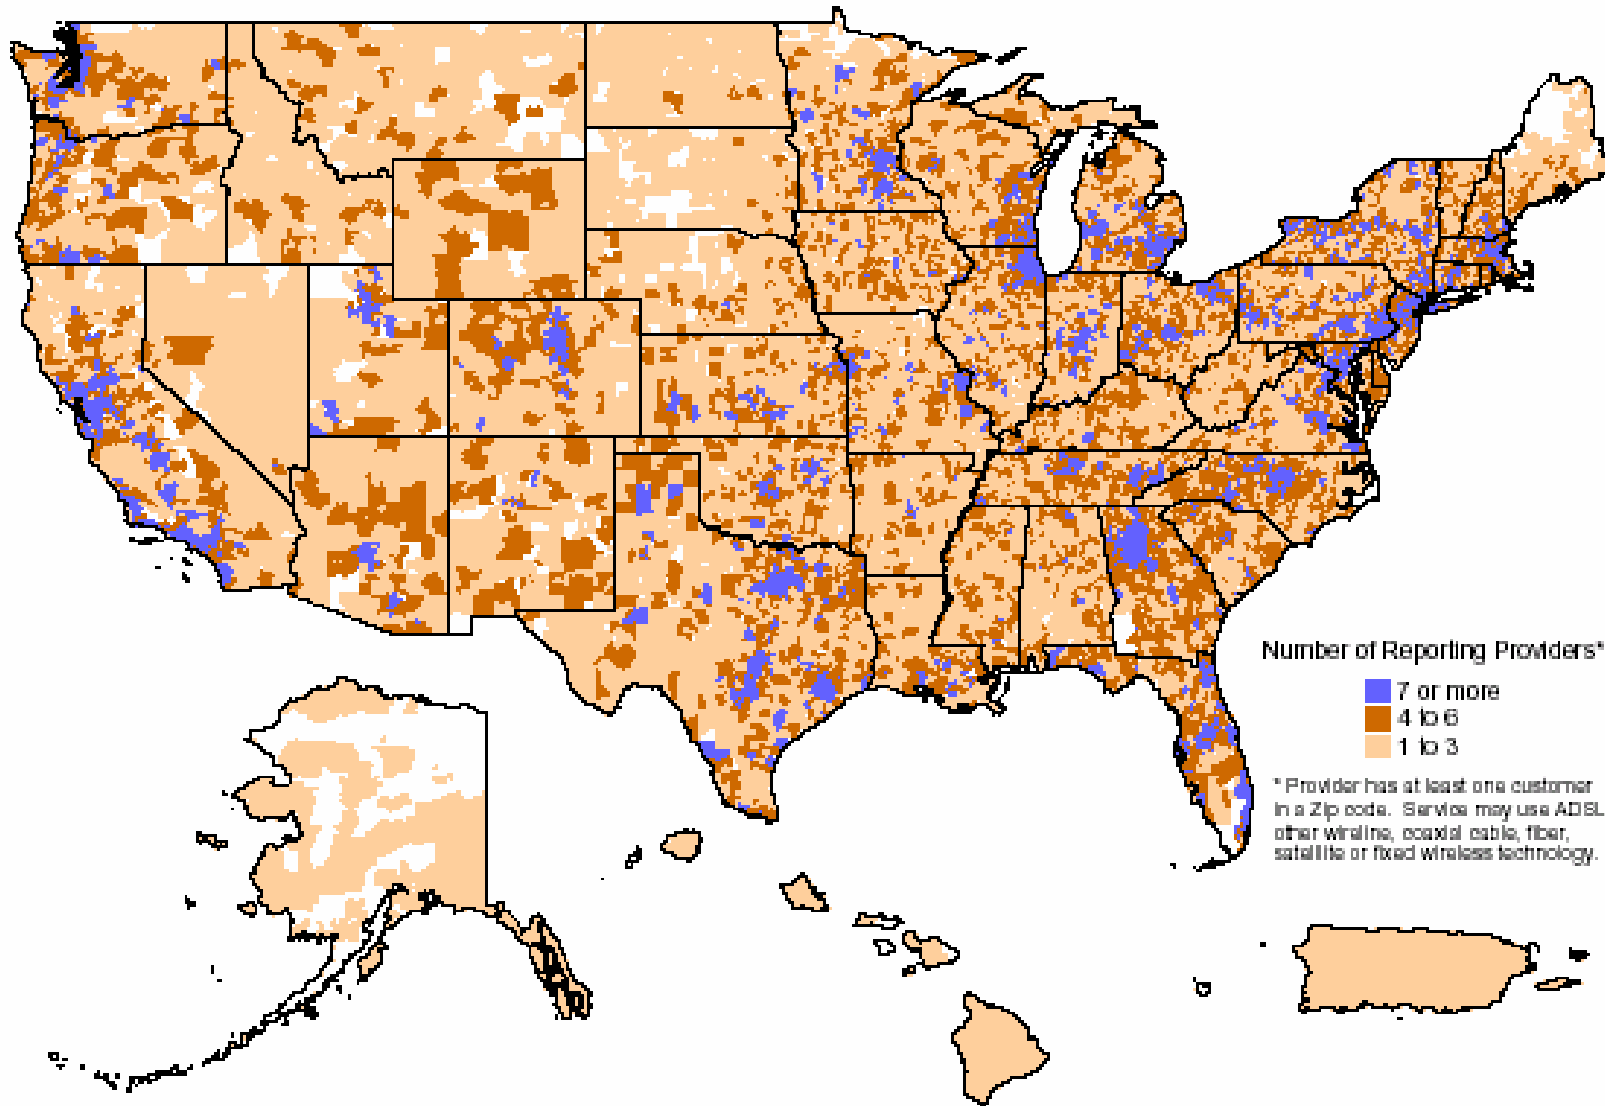 Number of Reporting Providers*
7 or more
4 to 6
1 to 3
* Provider has at least one customer
in a Zip code. Service may use ADSL
other wireline, coaxial cable, fiber,
satellite or fixed wireless technology.